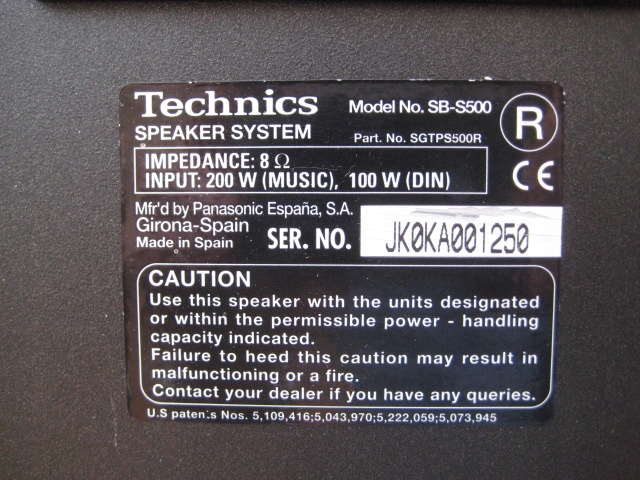 Technics Model No. SB-S500
R
SPEAKER SYSTEM Part. No. SGTPS500R
IMPEDANCE: 8 Ω
INPUT: 200 W (MUSIC), 100 W (DIN)
CE
Mfr'd by Panasonic España, S.A.
Girona-Spain
Made in Spain SER. NO. JK0KA001250
CAUTION
Use this speaker with the units designated
or within the permissible power - handling
capacity indicated.
Failure to heed this caution may result in
malfunctioning or a fire.
Contact your dealer if you have any queries.
U.S patents Nos. 5,109,416;5,043,970;5,222,059;5,073,945